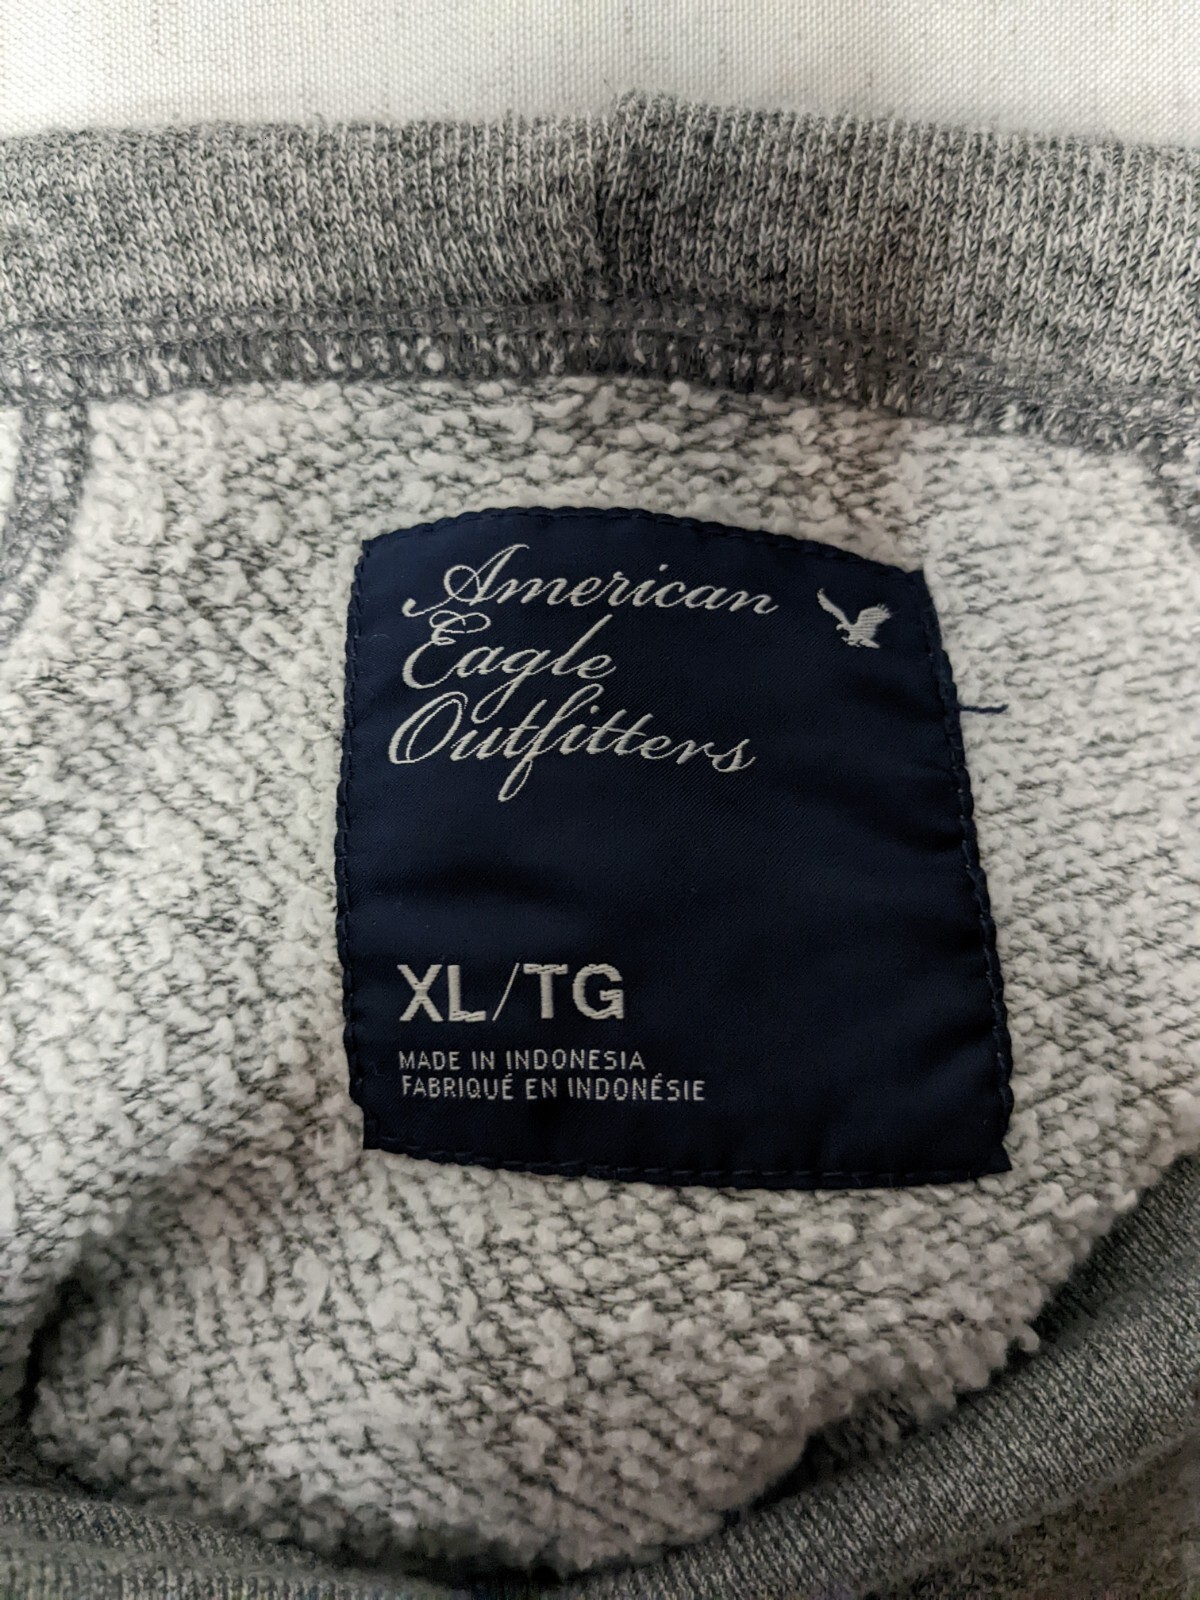 American
Eagle
Outfitters
XL/TG
MADE IN INDONESIA
FABRIQUÉ EN INDONÉSIE